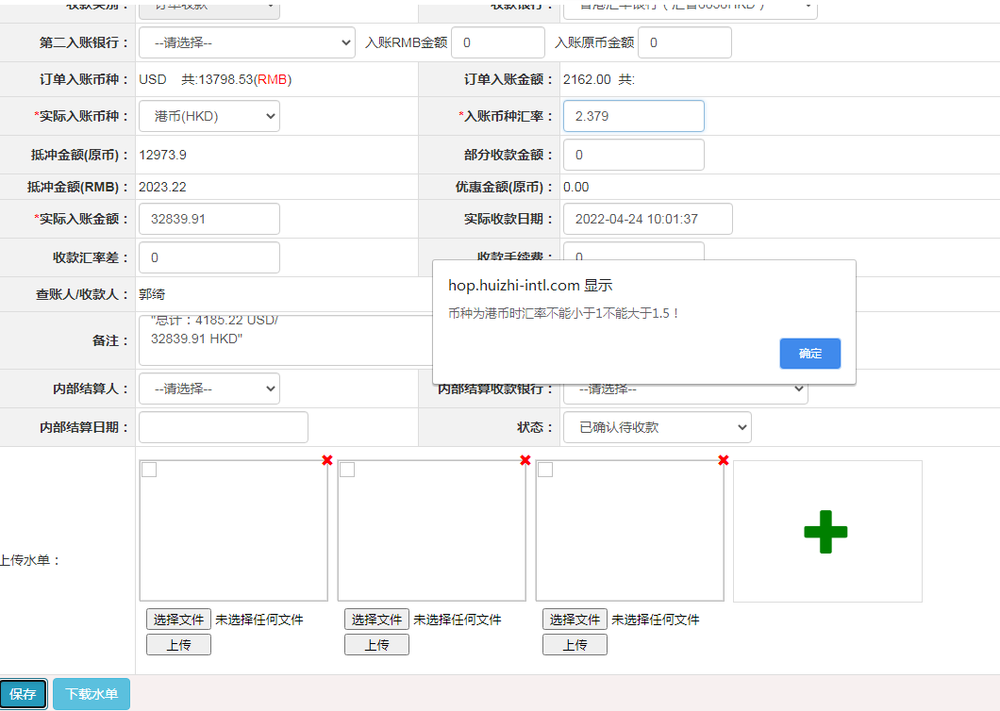 收款类别： 订单收款 收款银行：
第二入账银行： --请选择-- 入账RMB金额 0 入账原币金额 0
订单入账币种： USD 共:13798.53(RMB) 订单入账金额： 2162.00 共:
*实际入账币种： 港币(HKD) *入账币种汇率： 2.379
抵冲金额(原币)： 12973.9 部分收款金额： 0
抵冲金额(RMB)： 2023.22 优惠金额(原币)： 0.00
*实际入账金额： 32839.91 实际收款日期： 2022-04-24 10:01:37
收款汇率差： 0 收款手续费： 0
hop.huizhi-intl.com 显示
币种为港币时汇率不能小于1不能大于1.5！
确定
查账人/收款人： 郭绮
备注： "总计：4185.22 USD/
32839.91 HKD"
内部结算人： --请选择-- 内部结算收款银行： --请选择--
内部结算日期： 状态： 已确认待收款
上传水单：
选择文件 未选择任何文件 选择文件 未选择任何文件 选择文件 未选择任何文件
上传 上传 上传
保存 下载水单